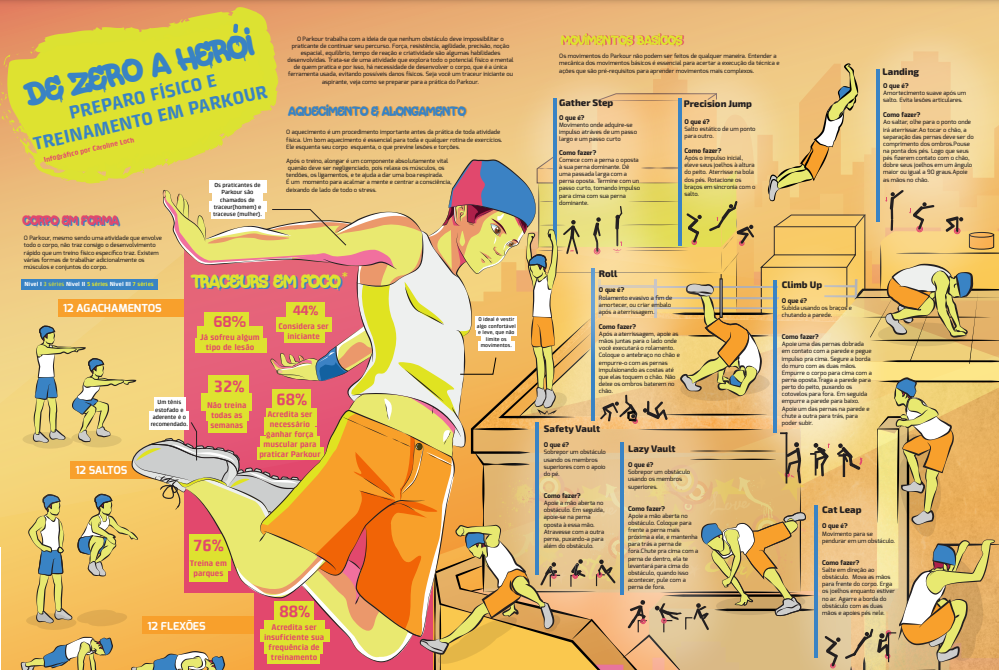 DE ZERO A HERÓI
PREPARO FÍSICO E
TREINAMENTO EM PARKOUR
Infográfico por Caroline Loch
O Parkour trabalha com a ideia de que nenhum obstáculo deve impossibilitar o
praticante de continuar seu percurso. Força, resistência, agilidade, precisão, noção
espacial, equilíbrio, tempo de reação e criatividade são algumas habilidades
desenvolvidas. Trata-se de uma atividade que explora todo o potencial físico e mental
de quem pratica e por isso, há necessidade de desenvolver o corpo, que é a única
ferramenta usada, evitando possíveis danos físicos. Seja você um traceur iniciante ou
aspirante, veja como se preparar para a prática do Parkour.
AQUECIMENTO & ALONGAMENTO
O aquecimento é um procedimento importante antes da prática de toda atividade
física. Um bom aquecimento é essencial para toda e qualquer rotina de exercícios.
Ele esquenta seu corpo esquenta, o que previne lesões e torções.
Após o treino, alongar é um componente absolutamente vital
quando deve ser negligenciado, pois relaxa os músculos, os
tendões, os ligamentos, e te ajuda a dar uma boa respirada.
É um momento para acalmar a mente e centrar a consciência,
deixando de lado todo o stress.
Os praticantes de
Parkour são
chamados de
traceur(homem) e
traceuse (mulher).
CORPO EM FORMA
O Parkour, mesmo sendo uma atividade que envolve
todo o corpo, não traz consigo o desenvolvimento
rápido que um treino físico específico traz. Existem
várias formas de trabalhar adicionalmente os
músculos e conjuntos do corpo.
Nível I 3 séries Nível II 5 séries Nível III 7 séries
12 AGACHAMENTOS
12 SALTOS
12 FLEXÕES
Um tênis
estofado e
aderente é o
recomendado.
TRACEURS EM FOCO*
68%
Já sofreu algum
tipo de lesão
44%
Considera ser
iniciante
32%
Não treina
todas as
semanas
68%
Acredita ser
necessário
ganhar força
muscular para
praticar Parkour
76%
Treina em
parques
88%
Acredita ser
insuficiente sua
frequência de
treinamento
O ideal é vestir
algo confortável
e leve, que não
limite os
movimentos.
MOVIMENTOS BÁSICOS
Os movimentos do Parkour não podem ser feitos de qualquer maneira. Entender a
mecânica dos movimentos básicos é essencial para acertar a execução da técnica e
ações que são pré-requisitos para aprender movimentos mais complexos.
Gather Step
O que é?
Movimento onde adquire-se
impulso através de um passo
largo e um passo curto
Como fazer?
Comece com a perna o oposta
à sua perna dominante. Dê
uma passada larga com a
perna oposta. Termine com um
passo curto, tomando impulso
para cima com sua perna
dominante.
Precision Jump
O que é?
Salto estático de um ponto
para outro.
Como fazer?
Após o impulso inicial,
eleve seus joelhos à altura
do peito. Aterrisse na bola
dos pés. Rotacione os
braços em sincronia com o
salto.
Landing
O que é?
Amortecimento suave após um
salto. Evita lesões articulares.
Como fazer?
Ao saltar, olhe para o ponto onde
irá aterrissar. Ao tocar o chão, a
separação das pernas deve ser do
comprimento dos ombros.Pouse
na ponta dos pés. Logo que seus
pés fizerem contato com o chão,
dobre seus joelhos em um ângulo
maior ou igual a 90 graus. Apoie
as mãos no chão.
Roll
O que é?
Rolamento evasivo a fim de
amortecer, ou criar embalo
após a aterrissagem.
Como fazer?
Após a aterrissagem, apoie as
mãos juntas para o lado onde
você executará o rolamento.
Coloque o antebraço no chão e
empurre-o com as pernas
impulsionando as costas até
que elas toquem o chão. Não
deixe os ombros baterem no
chão.
Climb Up
O que é?
Subida usando os braços e
chutando a parede.
Como fazer?
Apoie uma das pernas dobrada
em contato com a parede e pegue
impulso pra cima. Segure a borda
do muro com as duas mãos.
Empurre o corpo para cima com a
perna oposta.Traga a parede para
perto do peito, puxando os
cotovelos para fora. Em seguida
empurre a parede para baixo.
Apoie um das pernas na parede e
chute a outra para trás, para
poder subir.
Safety Vault
O que é?
Sobrepor um obstáculo
usando os membros
superiores com o apoio
do pé.
Como fazer?
Apoie a mão aberta no
obstáculo. Em seguida,
apoie-se na perna
oposta à essa mão.
Atravesse com a outra
perna, puxando-a para
além do obstáculo.
Lazy Vault
O que é?
Sobrepor um obstáculo
usando os membros
superiores.
Como fazer?
Apoie a mão aberta no
obstáculo. Coloque para
frente a perna mais
próxima a ele, e mantenha
para trás a perna de
fora.Chute pra cima com a
perna de dentro, ela te
levantará para cima do
obstáculo, quando isso
acontecer, pule com a
perna de fora.
Cat Leap
O que é?
Movimento para se
pendurar em um obstáculo.
Como fazer?
Salte em direção ao
obstáculo. Mova as mãos
para frente do corpo. Erga
os joelhos enquanto estiver
no ar. Agarre a borda do
obstáculo com as duas
mãos e apoie os pés nela